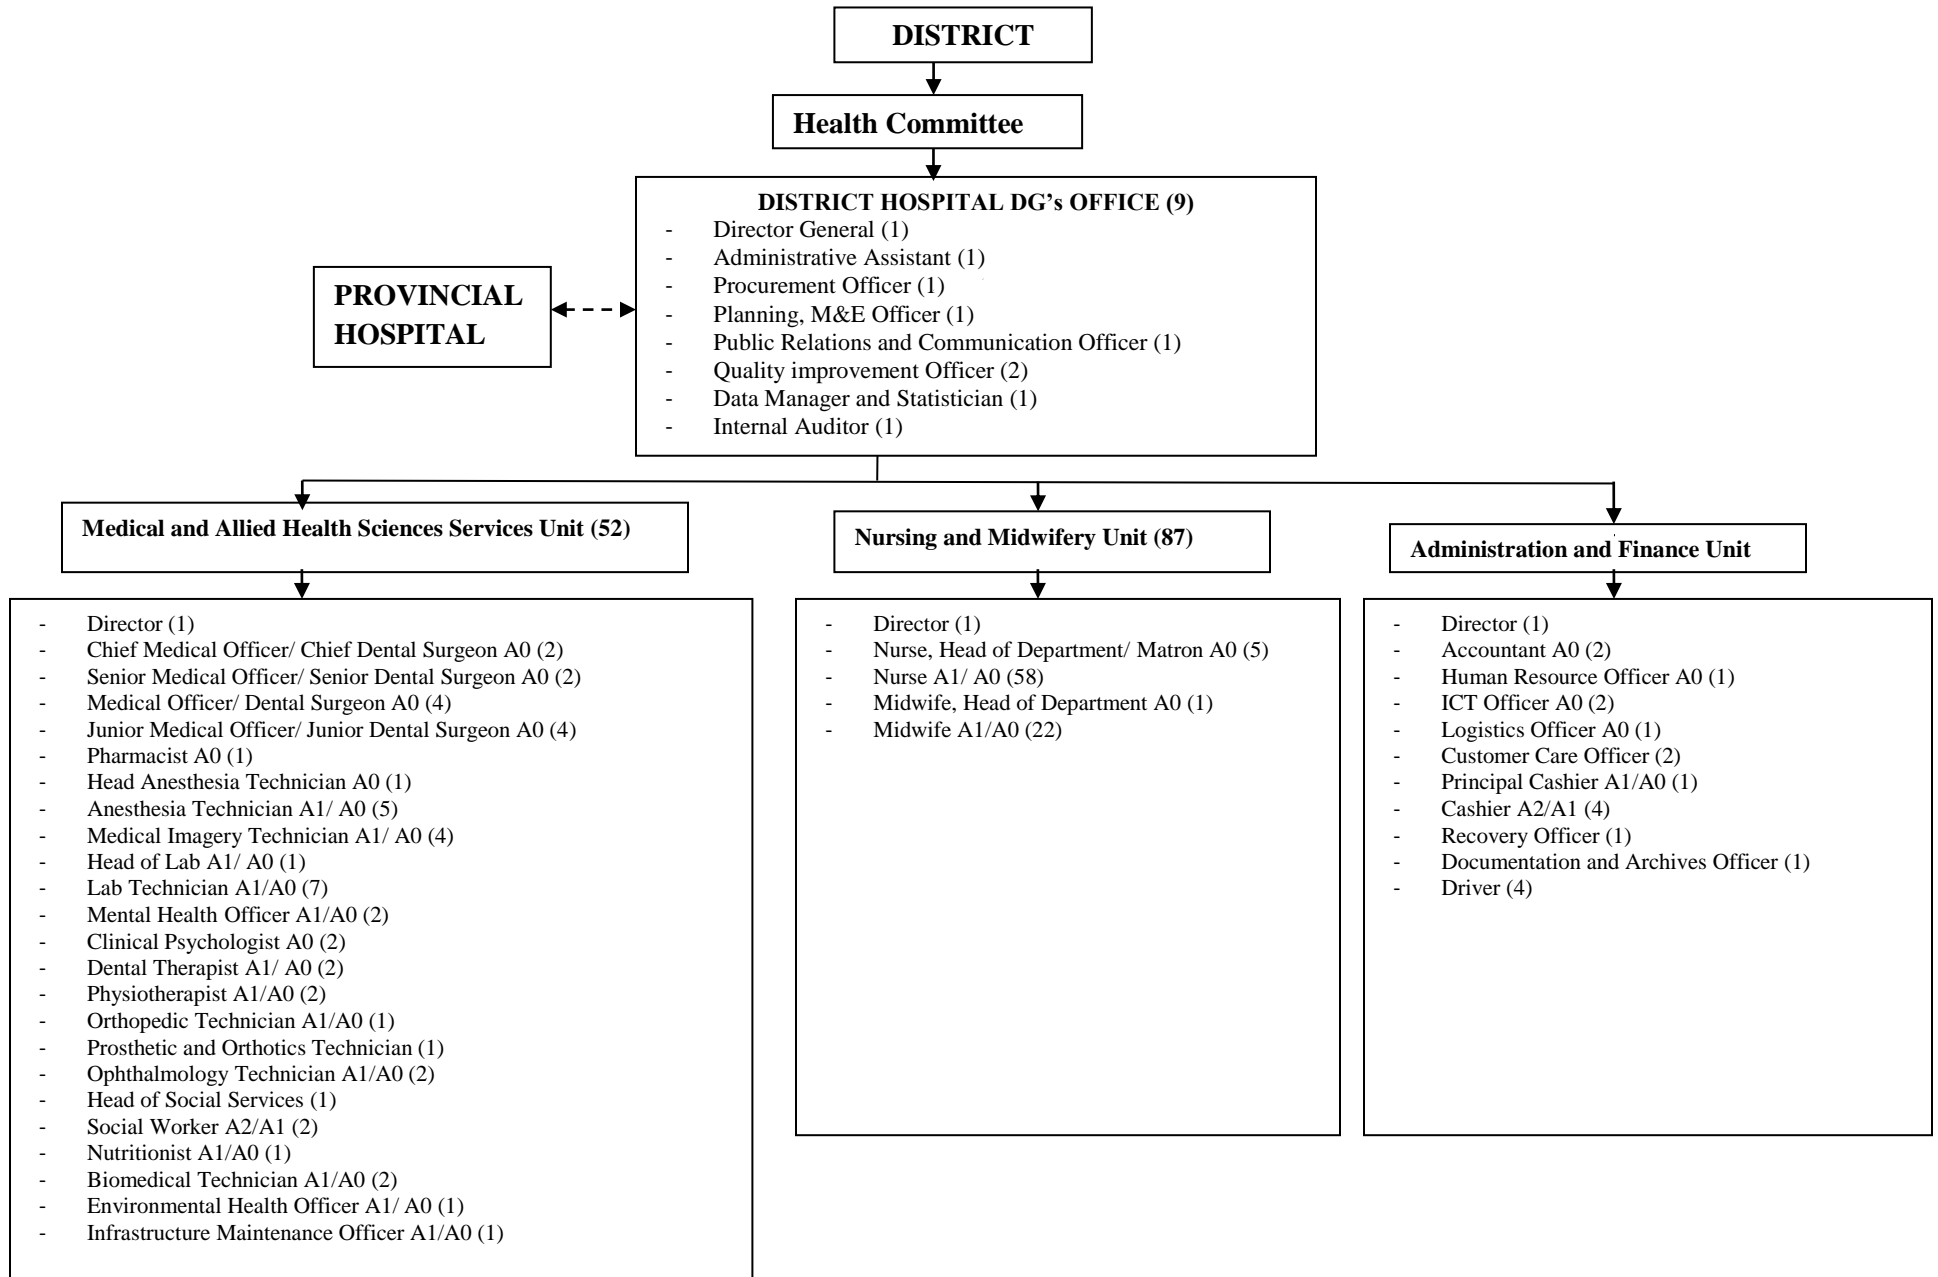 DISTRICT
Health Committee
DISTRICT HOSPITAL DG's OFFICE (9)
- Director General (1)
- Administrative Assistant (1)
- Procurement Officer (1)
- Planning, M&E Officer (1)
- Public Relations and Communication Officer (1)
- Quality improvement Officer (2)
- Data Manager and Statistician (1)
- Internal Auditor (1)
PROVINCIAL
HOSPITAL
Medical and Allied Health Sciences Services Unit (52)
- Director (1)
- Chief Medical Officer/ Chief Dental Surgeon A0 (2)
- Senior Medical Officer/ Senior Dental Surgeon A0 (2)
- Medical Officer/ Dental Surgeon A0 (4)
- Junior Medical Officer/ Junior Dental Surgeon A0 (4)
- Pharmacist A0 (1)
- Head Anesthesia Technician A0 (1)
- Anesthesia Technician A1/ A0 (5)
- Medical Imagery Technician A1/ A0 (4)
- Head of Lab A1/ A0 (1)
- Lab Technician A1/A0 (7)
- Mental Health Officer A1/A0 (2)
- Clinical Psychologist A0 (2)
- Dental Therapist A1/ A0 (2)
- Physiotherapist A1/A0 (2)
- Orthopedic Technician A1/A0 (1)
- Prosthetic and Orthotics Technician (1)
- Ophthalmology Technician A1/A0 (2)
- Head of Social Services (1)
- Social Worker A2/A1 (2)
- Nutritionist A1/A0 (1)
- Biomedical Technician A1/A0 (2)
- Environmental Health Officer A1/ A0 (1)
- Infrastructure Maintenance Officer A1/A0 (1)
Nursing and Midwifery Unit (87)
- Director (1)
- Nurse, Head of Department/ Matron A0 (5)
- Nurse A1/ A0 (58)
- Midwife, Head of Department A0 (1)
- Midwife A1/A0 (22)
Administration and Finance Unit
- Director (1)
- Accountant A0 (2)
- Human Resource Officer A0 (1)
- ICT Officer A0 (2)
- Logistics Officer A0 (1)
- Customer Care Officer (2)
- Principal Cashier A1/A0 (1)
- Cashier A2/A1 (4)
- Recovery Officer (1)
- Documentation and Archives Officer (1)
- Driver (4)